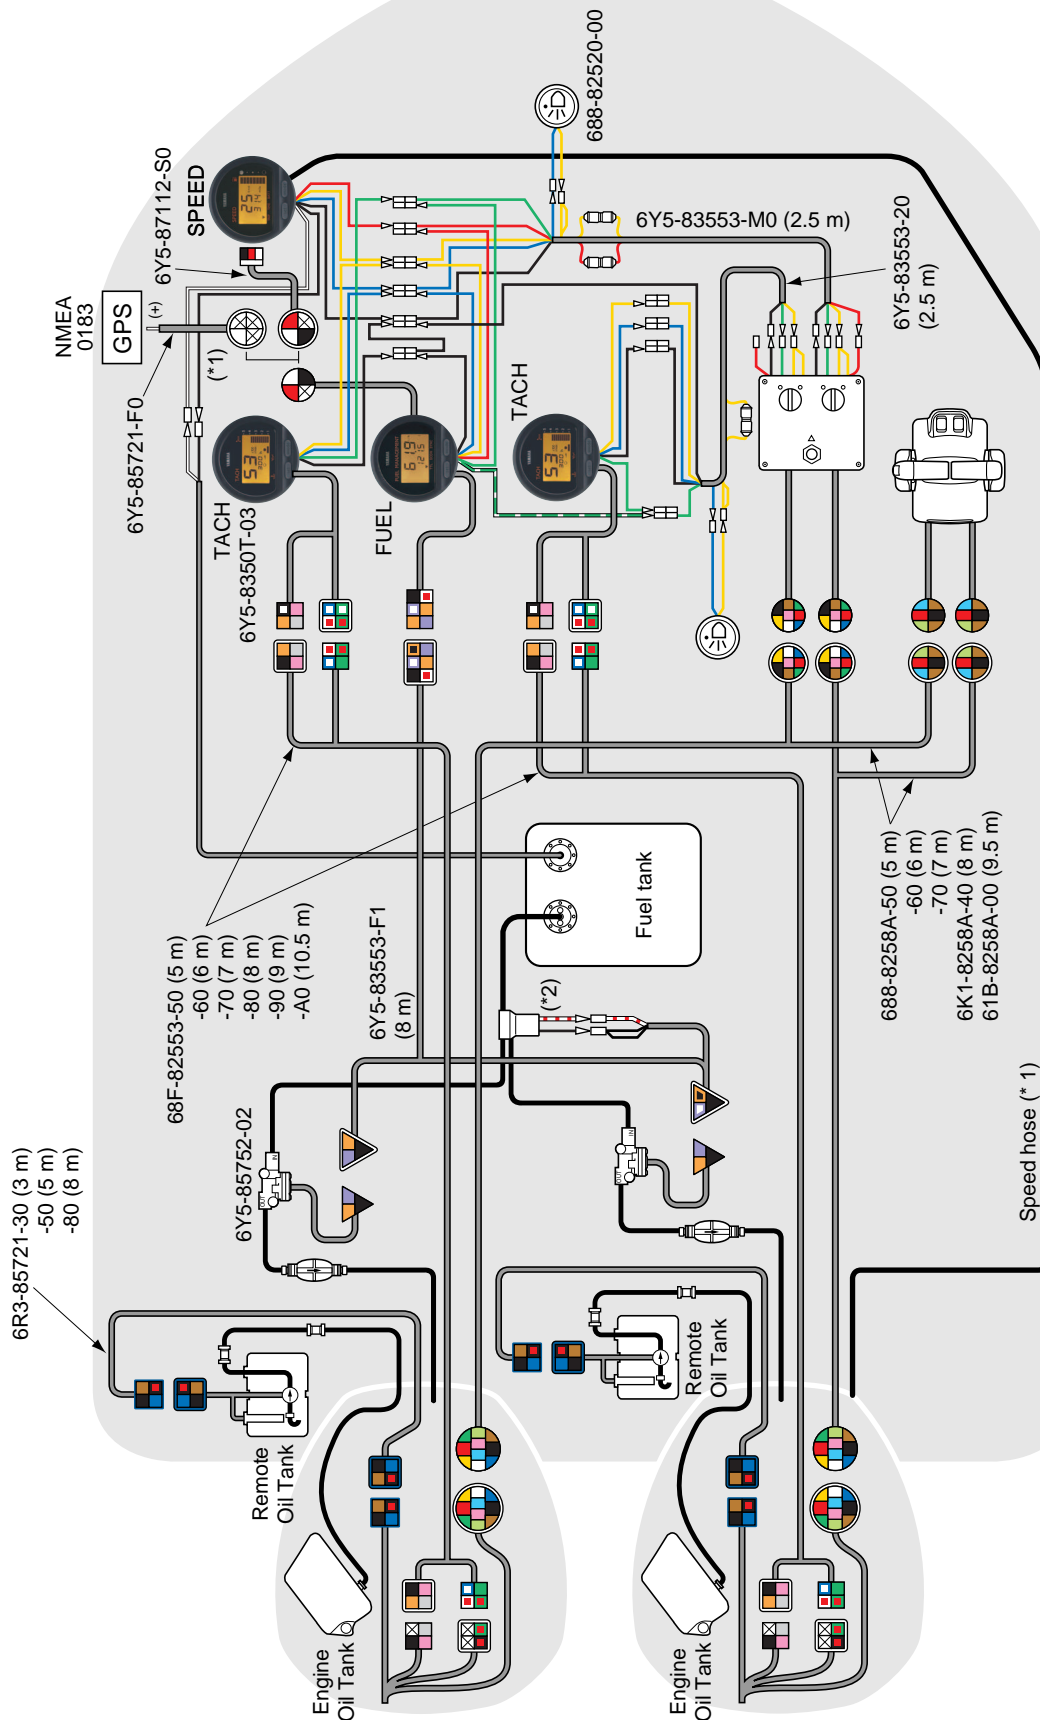 NMEA
0183
GPS
(+)
6Y5-85721-F0
(*1)
6Y5-87112-S0
SPEED
688-82520-00
6Y5-83553-M0 (2.5 m)
6Y5-83553-20
(2.5 m)
TACH
6Y5-8350T-03
FUEL
TACH
68F-82553-50 (5 m)
-60 (6 m)
-70 (7 m)
-80 (8 m)
-90 (9 m)
-A0 (10.5 m)
6Y5-83553-F1
(8 m)
Fuel tank
(*2)
688-8258A-50 (5 m)
-60 (6 m)
-70 (7 m)
6K1-8258A-40 (8 m)
61B-8258A-00 (9.5 m)
6R3-85721-30 (3 m)
-50 (5 m)
-80 (8 m)
6Y5-85752-02
OUT
IN
OUT
IN
Speed hose (* 1)
Remote
Oil Tank
Remote
Oil Tank
Engine
Oil Tank
Engine
Oil Tank